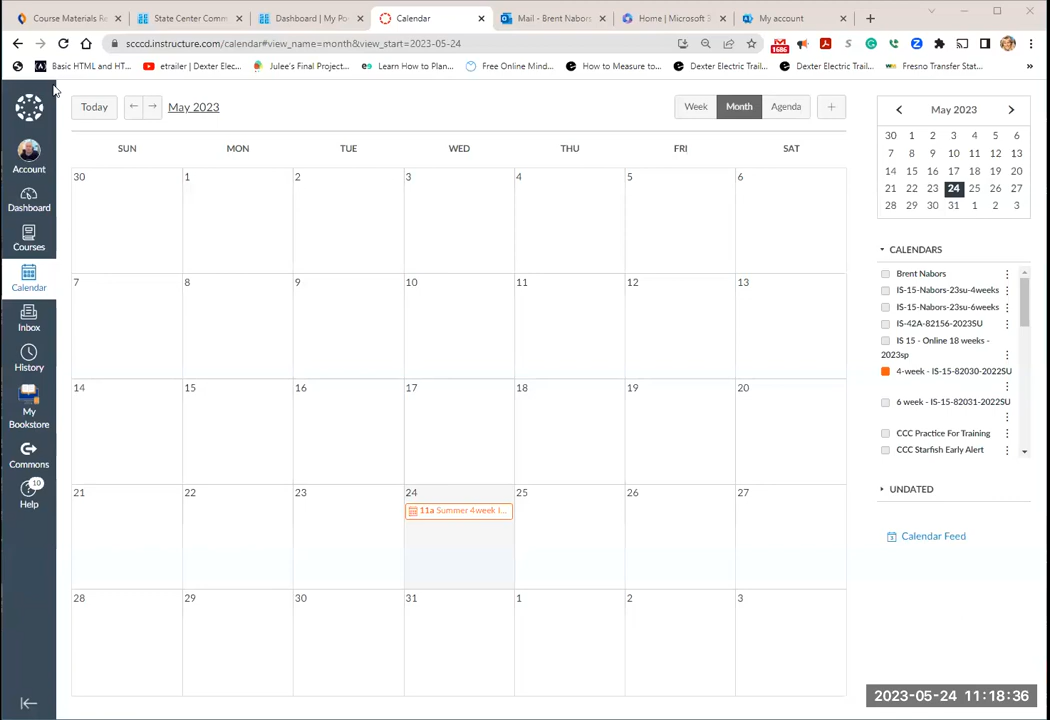 Course Materials Re
State Center Comm
Dashboard | My Po
Calendar
Mail - Brent Nabors
Home | Microsoft 3
My account
scccd.instructure.com/calendar#view_name=month&view_start=2023-05-24
1686
Basic HTML and HT...
etrailer | Dexter Elec...
Julee's Final Project...
Learn How to Plan...
Free Online Mind...
How to Measure to...
Dexter Electric Trail...
Dexter Electric Trail...
Fresno Transfer Stat...
Account
Dashboard
Courses
Calendar
Inbox
History
My
Bookstore
Commons
10
Help
Today
May 2023
Week
Month
Agenda
SUN MON TUE WED THU FRI SAT
30 1 2 3 4 5 6
7 8 9 10 11 12 13
14 15 16 17 18 19 20
21 22 23 24 25 26 27
11a Summer 4week I...
28 29 30 31 1 2 3
May 2023
30 1 2 3 4 5 6
7 8 9 10 11 12 13
14 15 16 17 18 19 20
21 22 23 24 25 26 27
28 29 30 31 1 2 3
CALENDARS
Brent Nabors
IS-15-Nabors-23su-4weeks
IS-15-Nabors-23su-6weeks
IS-42A-82156-2023SU
IS 15 - Online 18 weeks -
2023sp
4-week - IS-15-82030-2022SU
6 week - IS-15-82031-2022SU
CCC Practice For Training
CCC Starfish Early Alert
UNDATED
Calendar Feed
2023-05-24 11:18:36